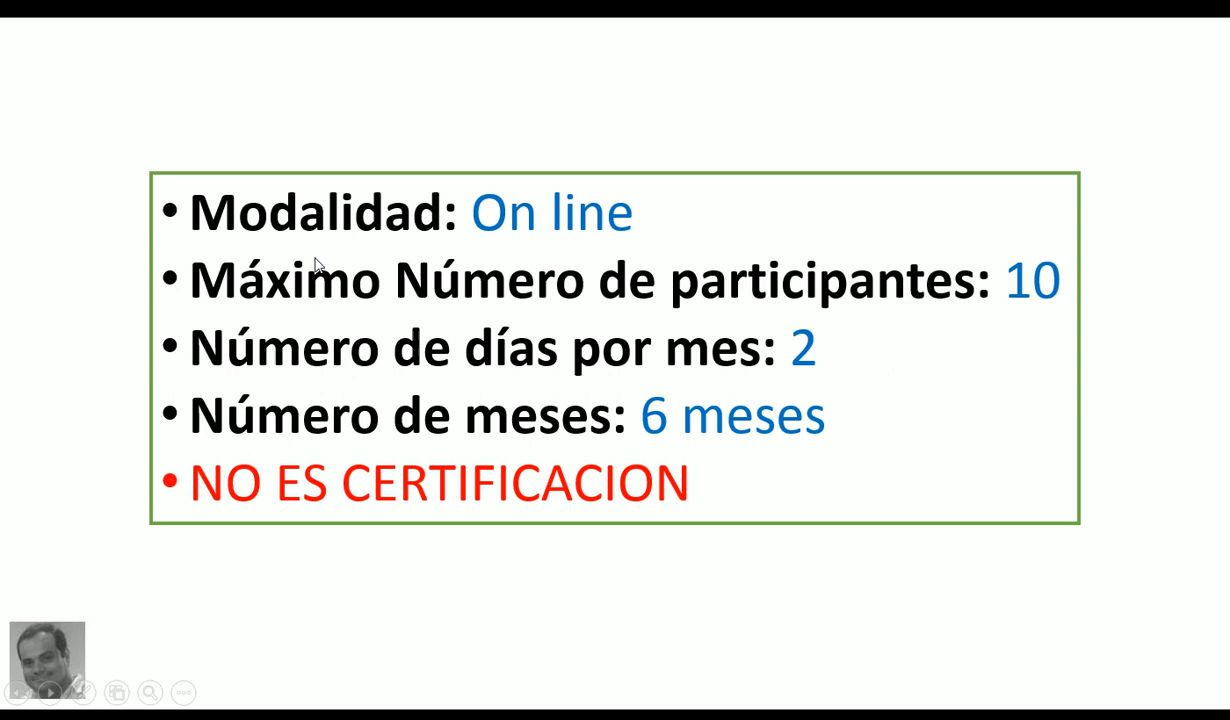 • Modalidad: On line
• Máximo Número de participantes: 10
• Número de días por mes: 2
• Número de meses: 6 meses
• NO ES CERTIFICACION